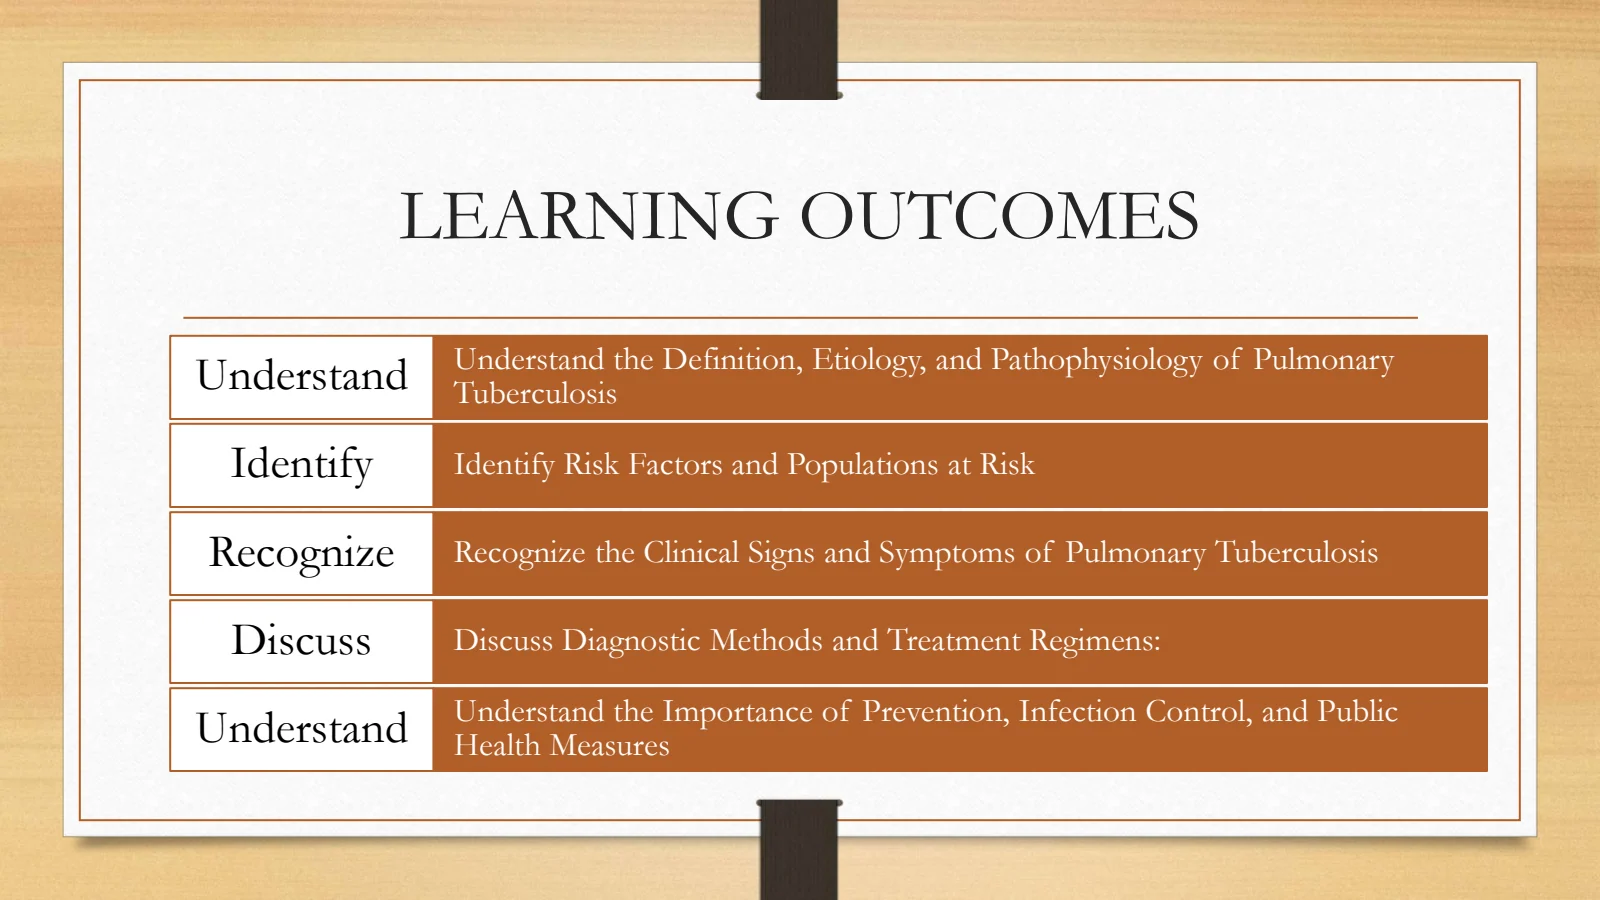 LEARNING OUTCOMES
Understand
Understand the Definition, Etiology, and Pathophysiology of Pulmonary
Tuberculosis
Identify
Identify Risk Factors and Populations at Risk
Recognize
Recognize the Clinical Signs and Symptoms of Pulmonary Tuberculosis
Discuss
Discuss Diagnostic Methods and Treatment Regimens:
Understand
Understand the Importance of Prevention, Infection Control, and Public
Health Measures